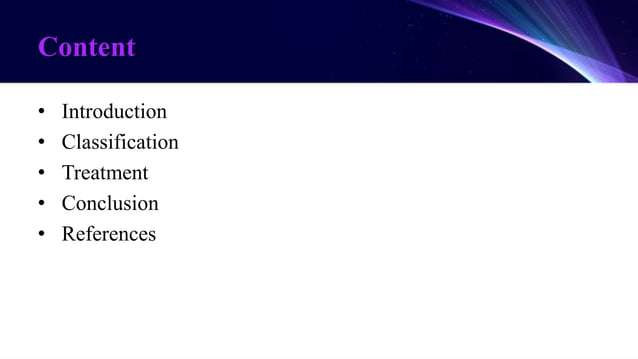 Content
• Introduction
• Classification
• Treatment
• Conclusion
• References